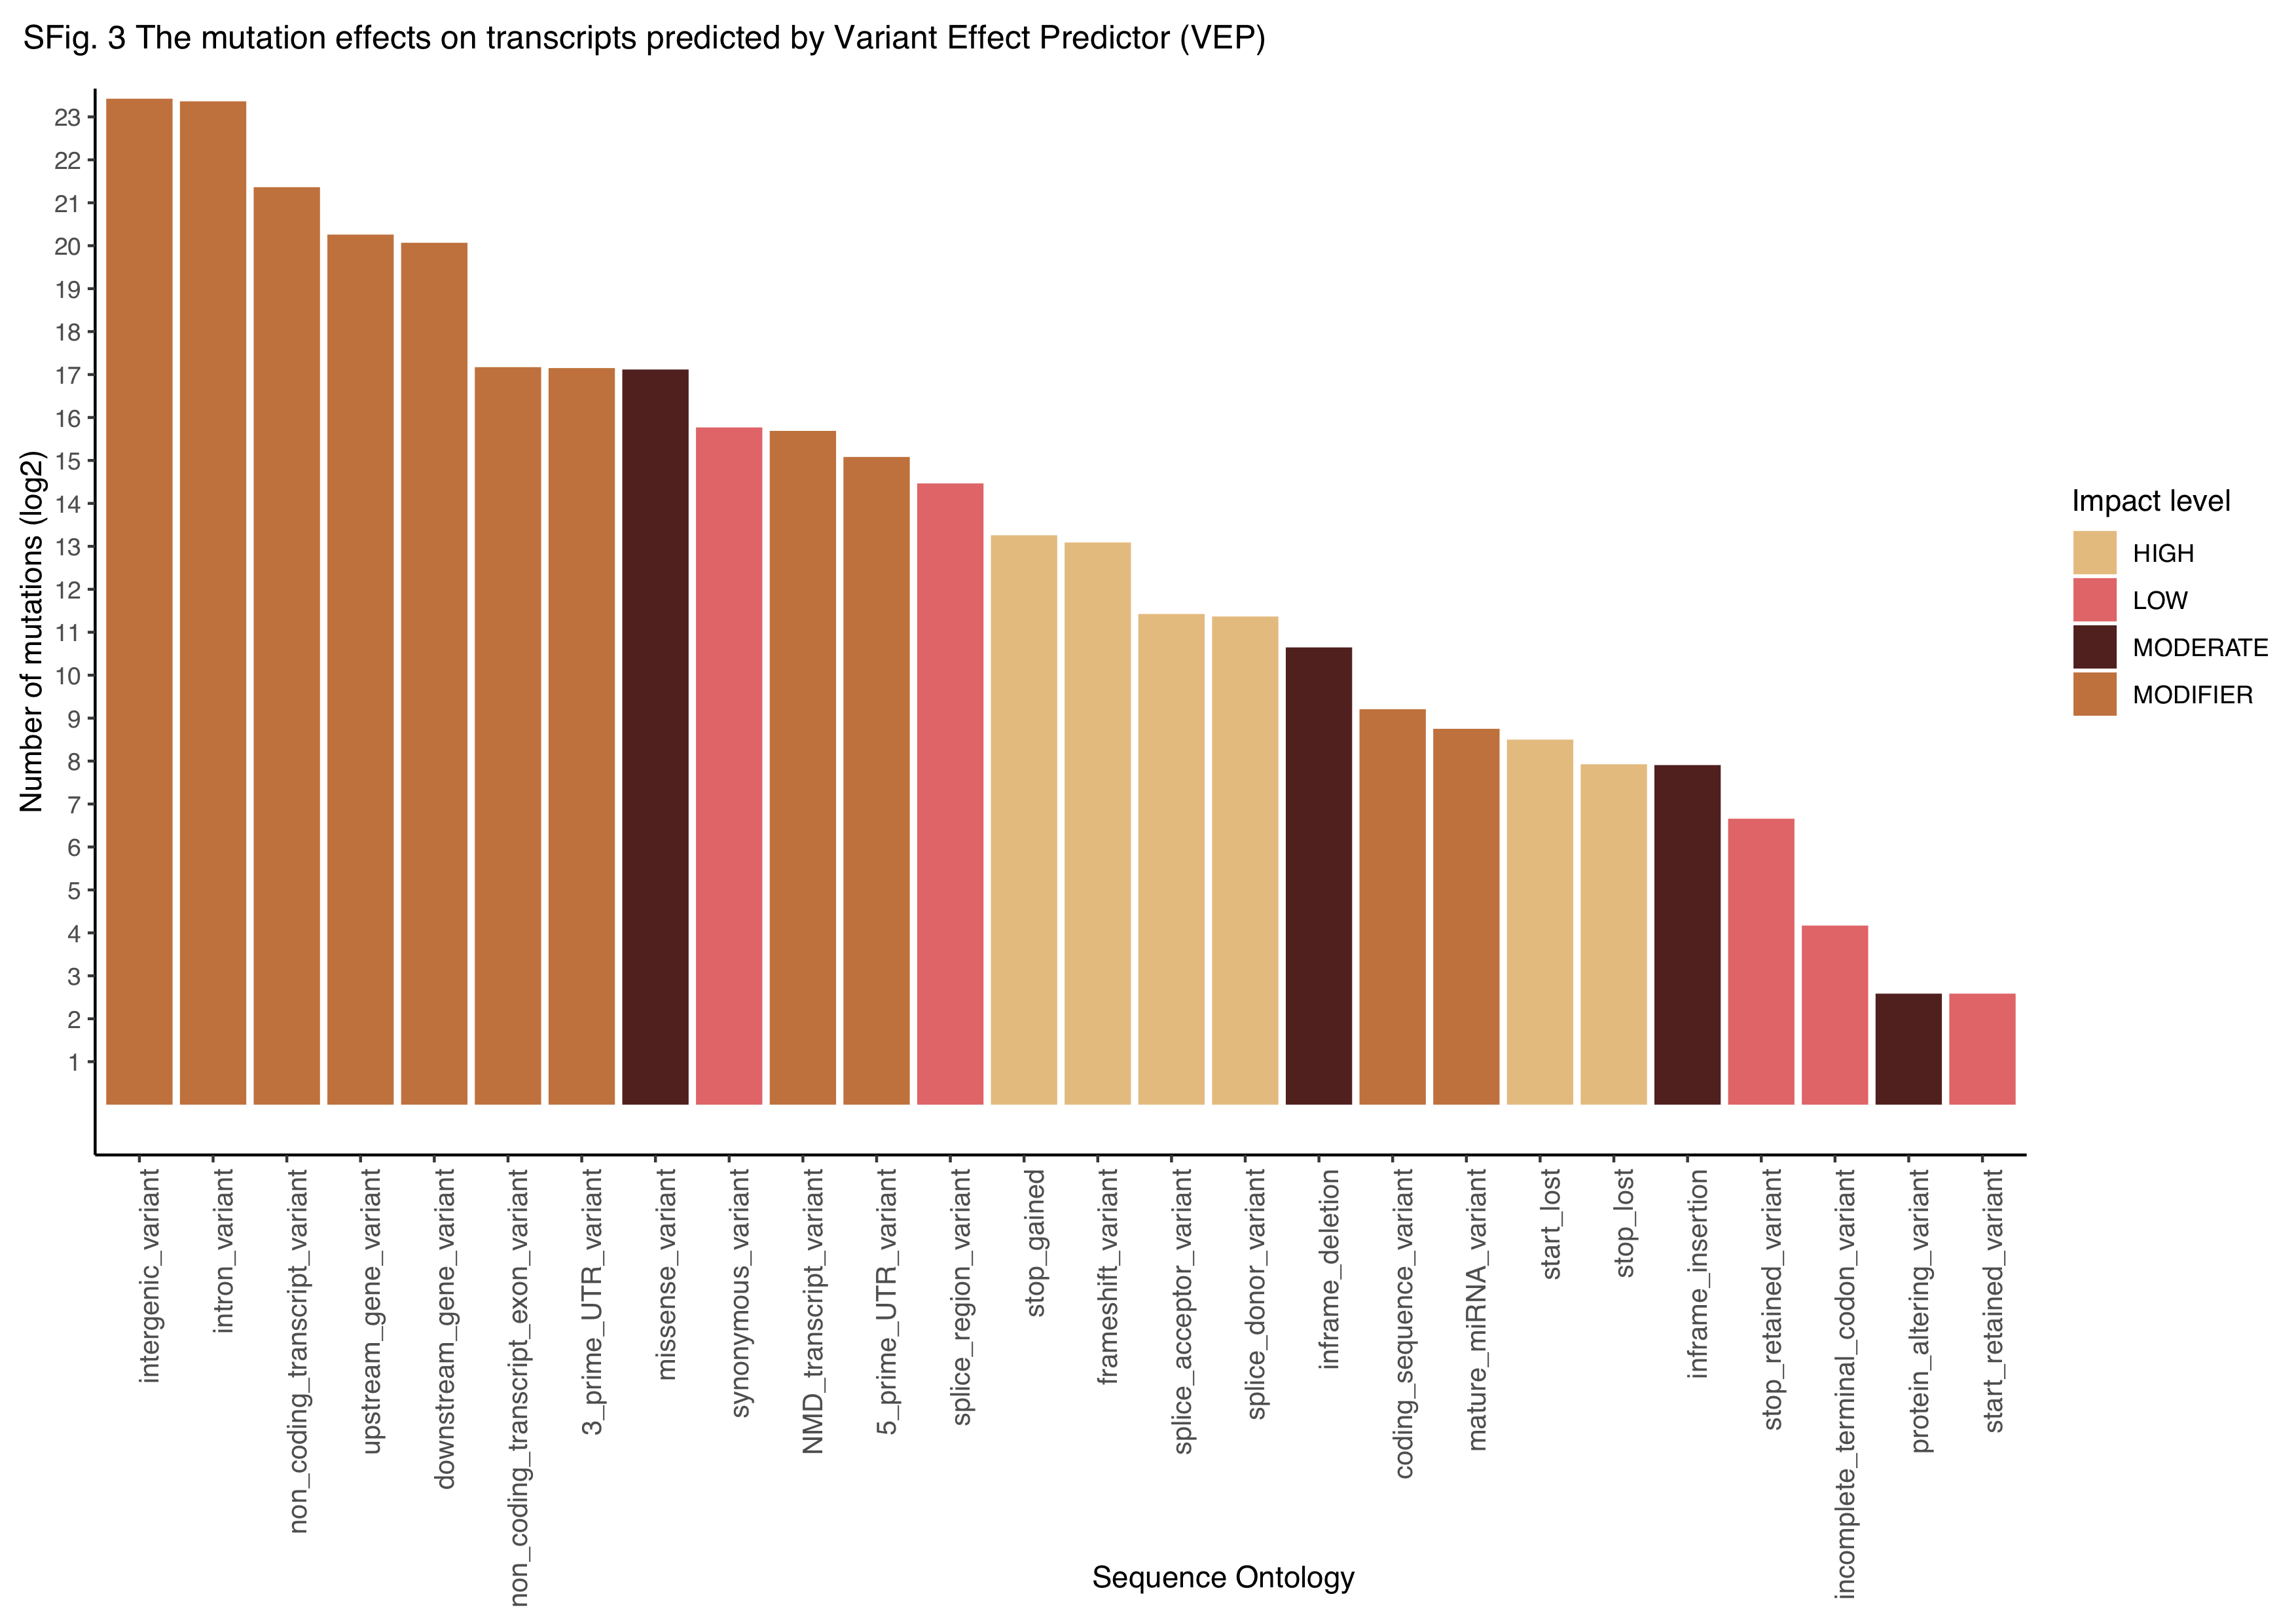 SFig. 3 The mutation effects on transcripts predicted by Variant Effect Predictor (VEP)
Number of mutations (log2)
23
22
21
20
19
18
17
16
15
14
13
12
11
10
9
8
7
6
5
4
3
2
1
intergenic_variant
intron_variant
non_coding_transcript_variant
upstream_gene_variant
downstream_gene_variant
non_coding_transcript_exon_variant
3_prime_UTR_variant
missense_variant
synonymous_variant
NMD_transcript_variant
5_prime_UTR_variant
splice_region_variant
stop_gained
frameshift_variant
splice_acceptor_variant
splice_donor_variant
inframe_deletion
coding_sequence_variant
mature_miRNA_variant
start_lost
stop_lost
inframe_insertion
stop_retained_variant
incomplete_terminal_codon_variant
protein_altering_variant
start_retained_variant
Sequence Ontology
Impact level
HIGH
LOW
MODERATE
MODIFIER